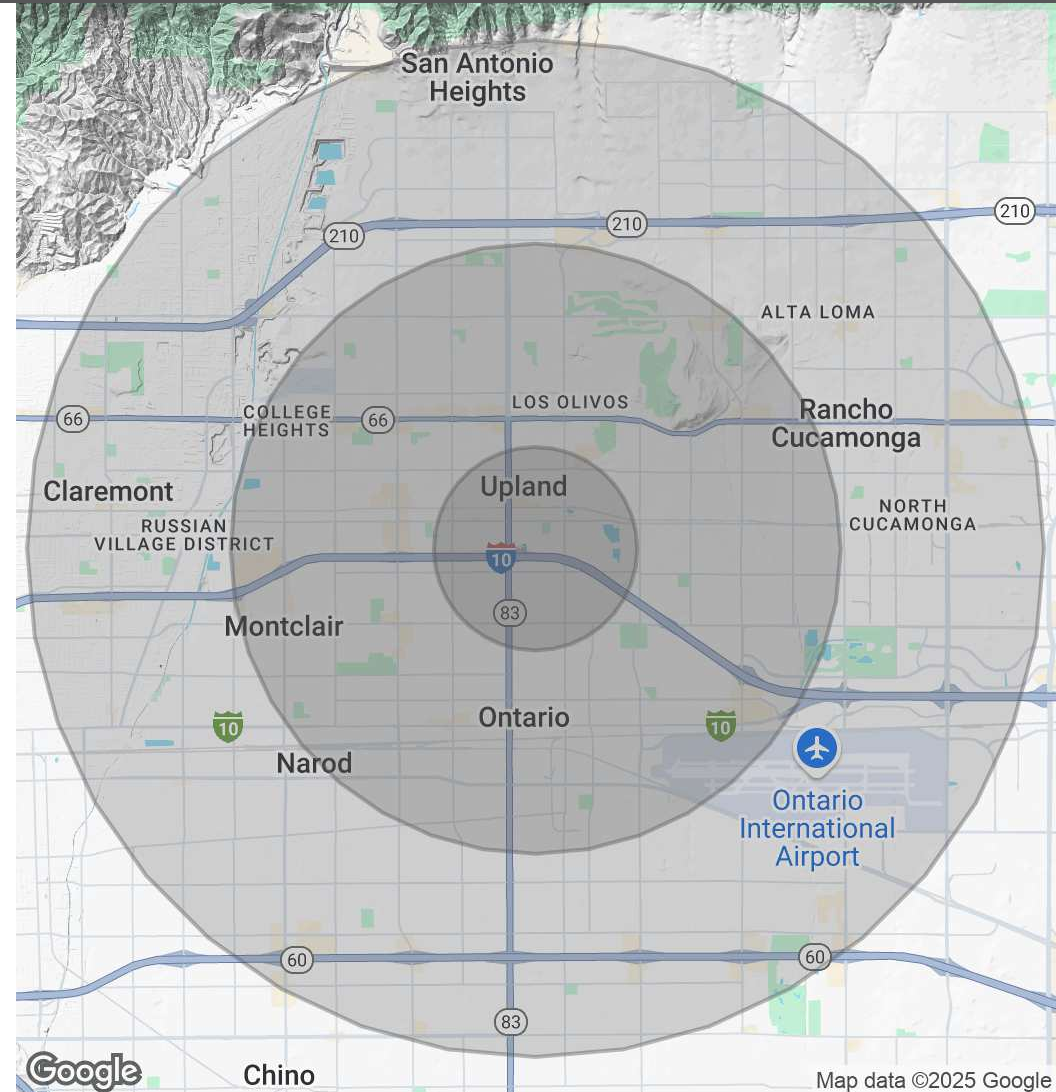 San Antonio
Heights
210
210
210
ALTA LOMA
LOS OLIVOS
66
COLLEGE
HEIGHTS
66
Rancho
Cucamonga
Claremont
Upland
NORTH
CUCAMONGA
RUSSIAN
VILLAGE DISTRICT
10
83
Montclair
Ontario
10
10
Narod
Ontario
International
Airport
60
60
83
Google
Chino
Map data ©2025 Google